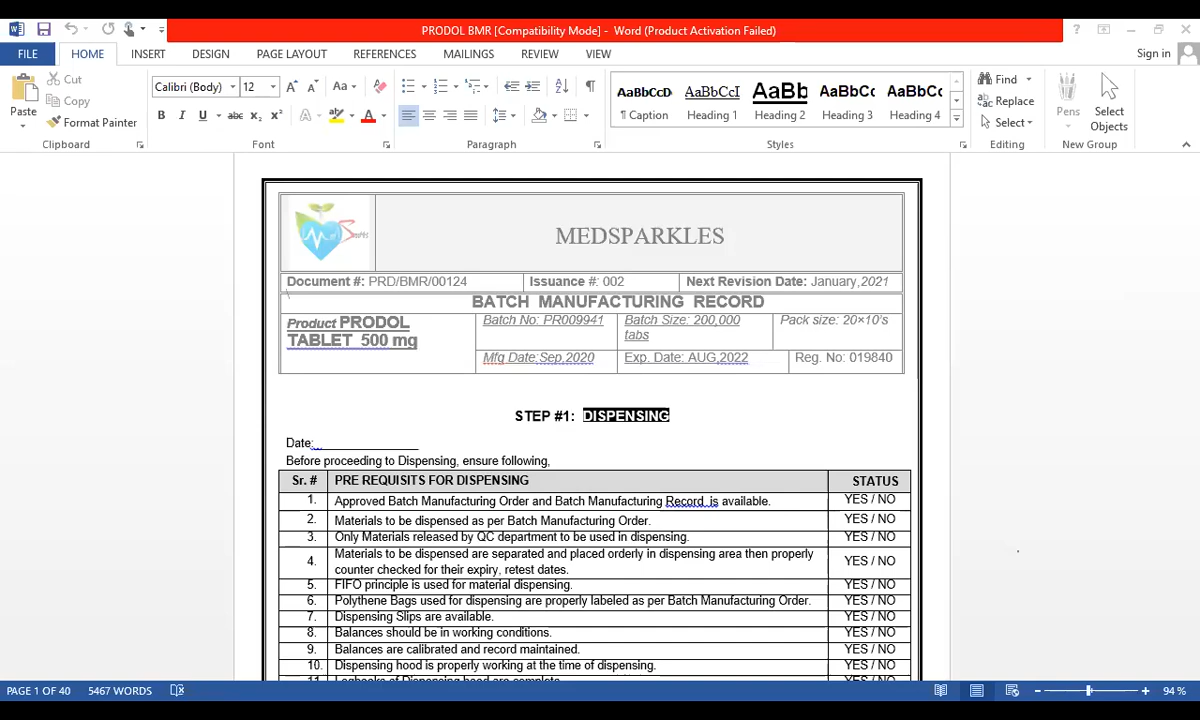 PRODOL BMR [Compatibility Mode] - Word (Product Activation Failed)
FILE HOME INSERT DESIGN PAGE LAYOUT REFERENCES MAILINGS REVIEW VIEW Sign in
Paste
Cut
Copy
Format Painter
Clipboard
Calibri (Body) 12
Font
Paragraph
AaBbCcD AaBbCcI AaBb AaBbCc AaBbCc
¶ Caption Heading 1 Heading 2 Heading 3 Heading 4
Styles
Find
Replace
Select
Editing
Pens
Select
Objects
New Group
MEDSPARKLES
Document #: PRD/BMR/00124 Issuance #: 002 Next Revision Date: January,2021
BATCH MANUFACTURING RECORD
Product PRODOL
TABLET 500 mg
Batch No: PR009941 Batch Size: 200,000
tabs
Pack size: 20×10's
Mfg Date:Sep,2020 Exp. Date: AUG,2022 Reg. No: 019840
STEP #1: DISPENSING
Date:
Before proceeding to Dispensing, ensure following,
Sr. # PRE REQUISITS FOR DISPENSING STATUS
1. Approved Batch Manufacturing Order and Batch Manufacturing Record is available. YES / NO
2. Materials to be dispensed as per Batch Manufacturing Order. YES / NO
3. Only Materials released by QC department to be used in dispensing. YES / NO
4. Materials to be dispensed are separated and placed orderly in dispensing area then properly
counter checked for their expiry, retest dates. YES / NO
5. FIFO principle is used for material dispensing. YES / NO
6. Polythene Bags used for dispensing are properly labeled as per Batch Manufacturing Order. YES / NO
7. Dispensing Slips are available. YES / NO
8. Balances should be in working conditions. YES / NO
9. Balances are calibrated and record maintained. YES / NO
10. Dispensing hood is properly working at the time of dispensing. YES / NO
11. Logbooks of Dispensing hood are complete. YES / NO
PAGE 1 OF 40 5467 WORDS 94 %